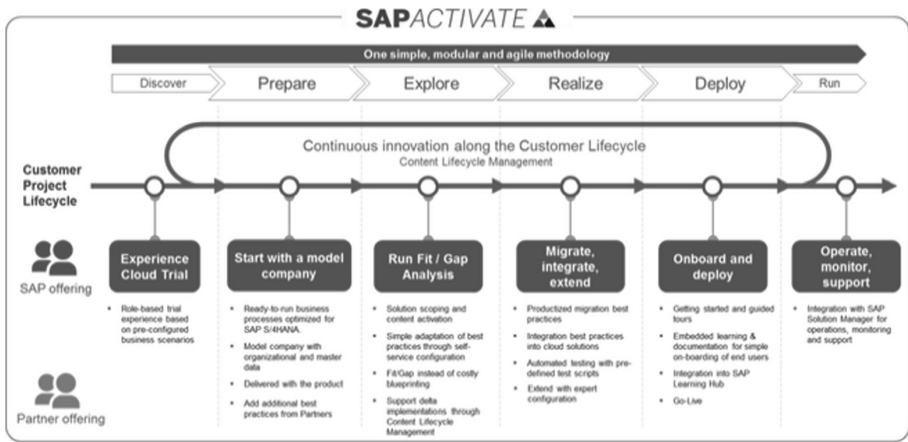 SAP ACTIVATE
One simple, modular and agile methodology
Discover
Prepare
Explore
Realize
Deploy
Run
Continuous innovation along the Customer Lifecycle
Content Lifecycle Management
Customer
Project
Lifecycle
SAP offering
Partner offering
Experience
Cloud Trial
Role-based trial
experience based
on pre-configured
business scenarios
Start with a model
company
Ready-to-run business
processes optimized for
SAP S/4HANA.
Model company with
organizational and master
data
Delivered with the product
Add additional best
practices from Partners
Run Fit / Gap
Analysis
Solution scoping and
content activation
Simple adaptation of best
practices through self-
service configuration
Fit/Gap instead of costly
blueprinting
Support delta
implementations through
Content Lifecycle
Management
Migrate,
integrate,
extend
Productized migration best
practices
Integration best practices
into cloud solutions
Automated testing with pre-
defined test scripts
Extend with expert
configuration
Onboard and
deploy
Getting started and guided
tours
Embedded learning &
documentation for simple
on-boarding of end users
Integration into SAP
Learning Hub
Go-Live
Operate,
monitor,
support
Integration with SAP
Solution Manager for
operations, monitoring
and support